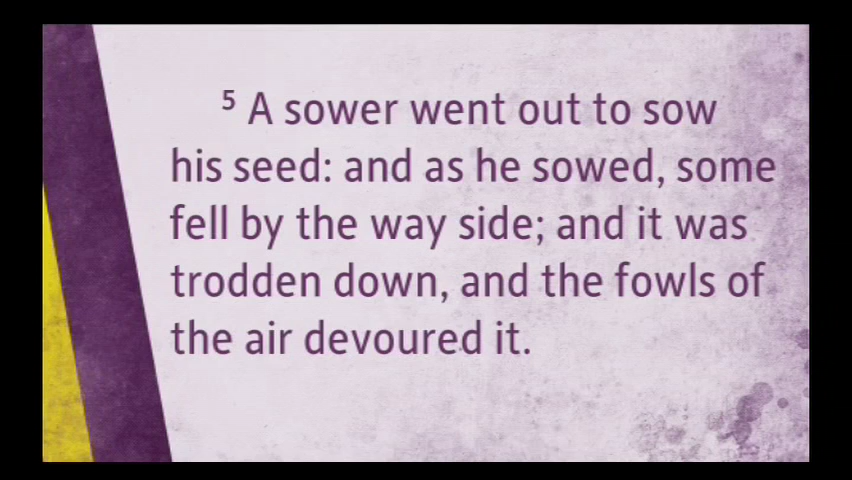 ⁵ A sower went out to sow
his seed: and as he sowed, some
fell by the way side; and it was
trodden down, and the fowls of
the air devoured it.